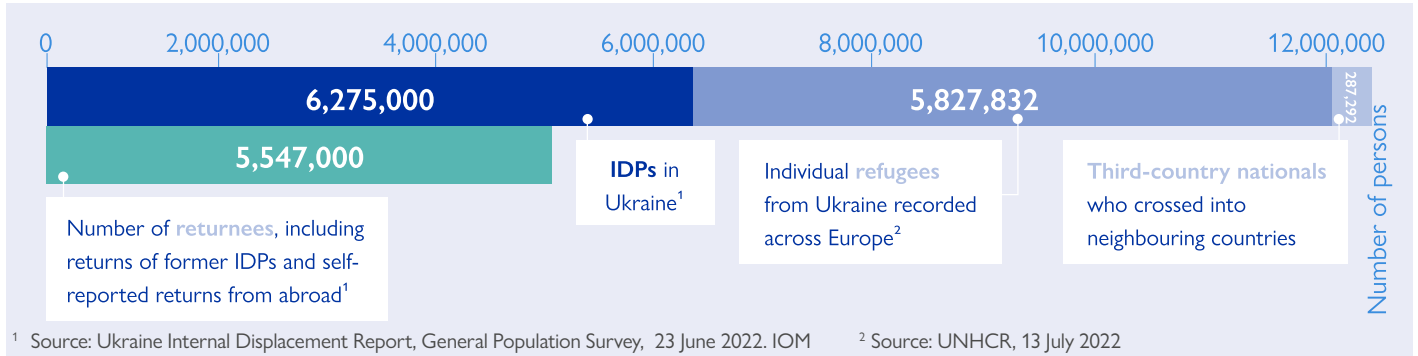 0 2,000,000 4,000,000 6,000,000 8,000,000 10,000,000 12,000,000
6,275,000 5,827,832 287,292
5,547,000
Number of returnees, including
returns of former IDPs and self-
reported returns from abroad¹
IDPs in
Ukraine¹
Individual refugees
from Ukraine recorded
across Europe²
Third-country nationals
who crossed into
neighbouring countries
Number of persons
¹ Source: Ukraine Internal Displacement Report, General Population Survey, 23 June 2022. IOM
² Source: UNHCR, 13 July 2022